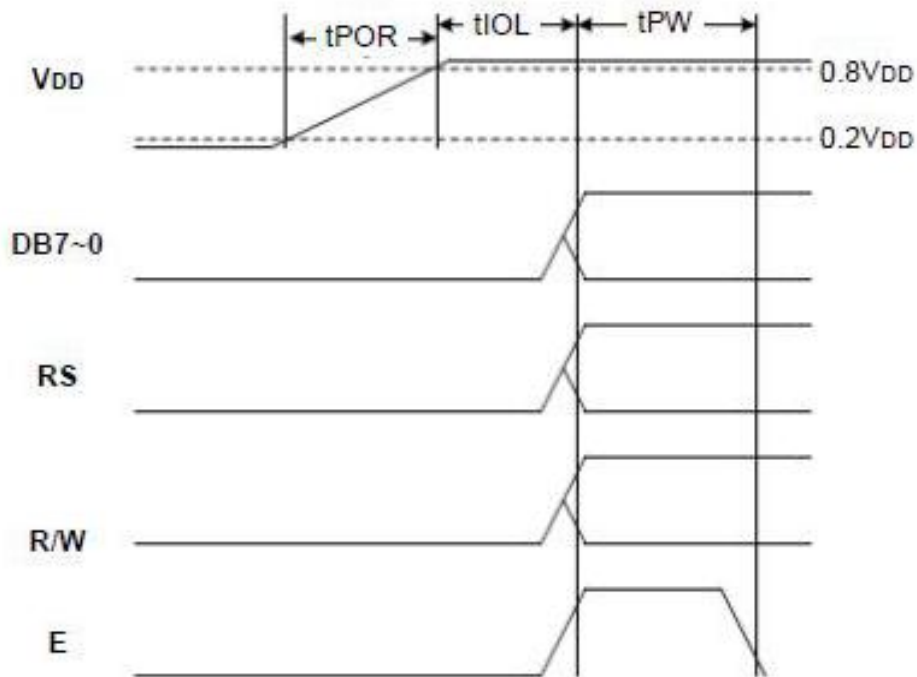 tPOR tIOL tPW
VDD
0.8VDD
0.2VDD
DB7~0
RS
R/W
E